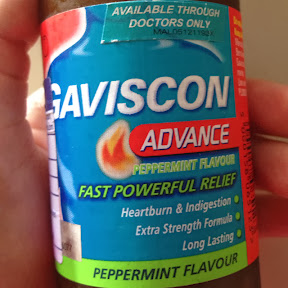 AVAILABLE THROUGH
DOCTORS ONLY
GAVISCON
ADVANCE
PEPPERMINT FLAVOUR
FAST POWERFUL RELIEF
Heartburn & Indigestion
Extra Strength Formula
Long Lasting
PEPPERMINT FLAVOUR